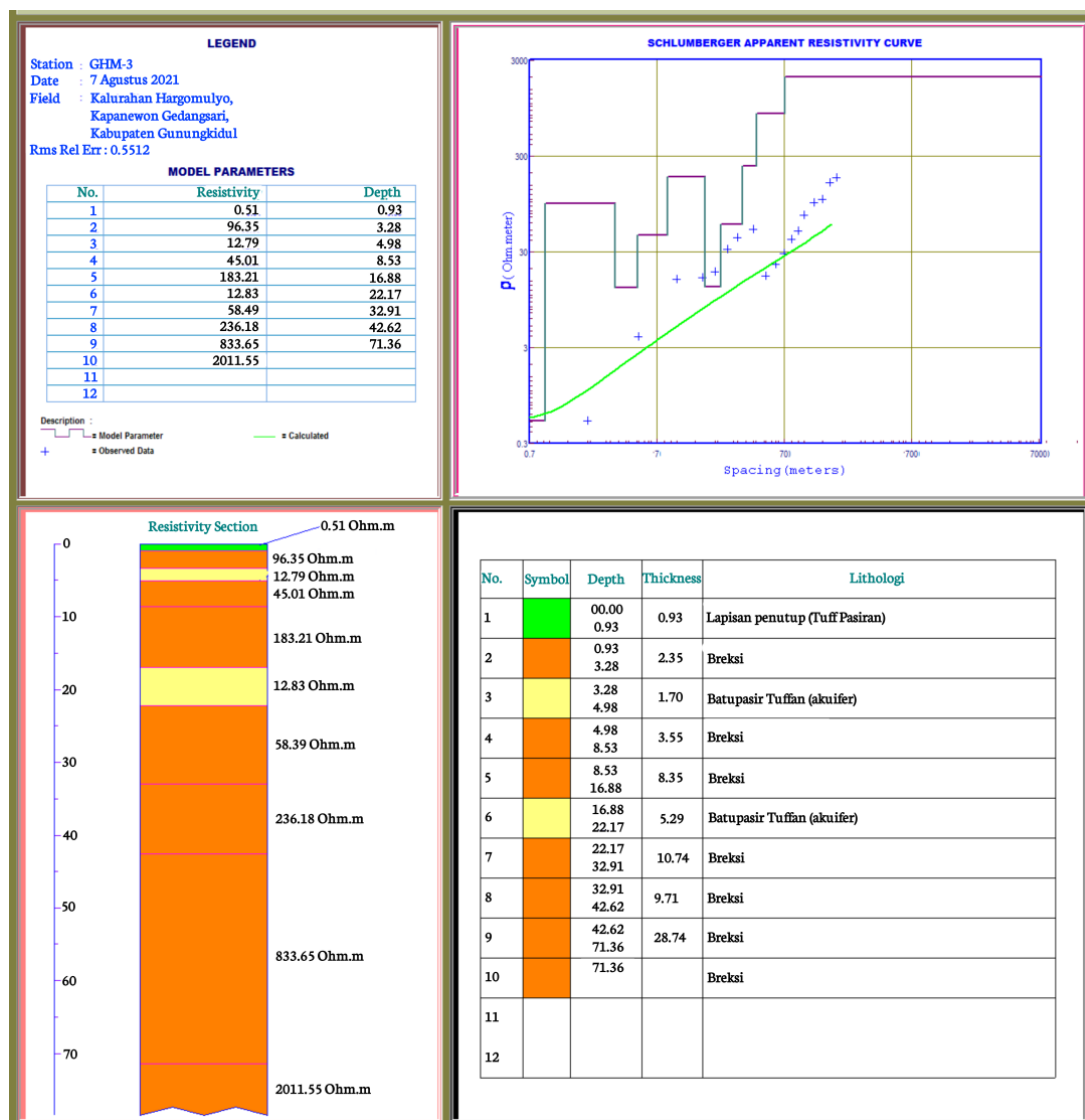 LEGEND
Station : GHM-3
Date : 7 Agustus 2021
Field : Kalurahan Hargomulyo,
Kapanewon Gedangsari,
Kabupaten Gunungkidul
Rms Rel Err : 0.5512
MODEL PARAMETERS
No. Resistivity Depth
1 0.51 0.93
2 96.35 3.28
3 12.79 4.98
4 45.01 8.53
5 183.21 16.88
6 12.83 22.17
7 58.49 32.91
8 236.18 42.62
9 833.65 71.36
10 2011.55
11
12
Description :
= Model Parameter = Calculated
+ = Observed Data
SCHLUMBERGER APPARENT RESISTIVITY CURVE
3000
300
30
3
0.3
ρ( Ohm.meter)
0.7 7 70 700 7000
Spacing(meters)
Resistivity Section
0.51 Ohm.m
0
96.35 Ohm.m
12.79 Ohm.m
45.01 Ohm.m
10
183.21 Ohm.m
20
12.83 Ohm.m
58.39 Ohm.m
30
236.18 Ohm.m
40
50
833.65 Ohm.m
60
70
2011.55 Ohm.m
No. Symbol Depth Thickness Lithologi
1 00.00 0.93 0.93 Lapisan penutup (Tuff Pasiran)
2 0.93 3.28 2.35 Breksi
3 3.28 4.98 1.70 Batupasir Tuffan (akuifer)
4 4.98 8.53 3.55 Breksi
5 8.53 16.88 8.35 Breksi
6 16.88 22.17 5.29 Batupasir Tuffan (akuifer)
7 22.17 32.91 10.74 Breksi
8 32.91 42.62 9.71 Breksi
9 42.62 71.36 28.74 Breksi
10 71.36 Breksi
11
12